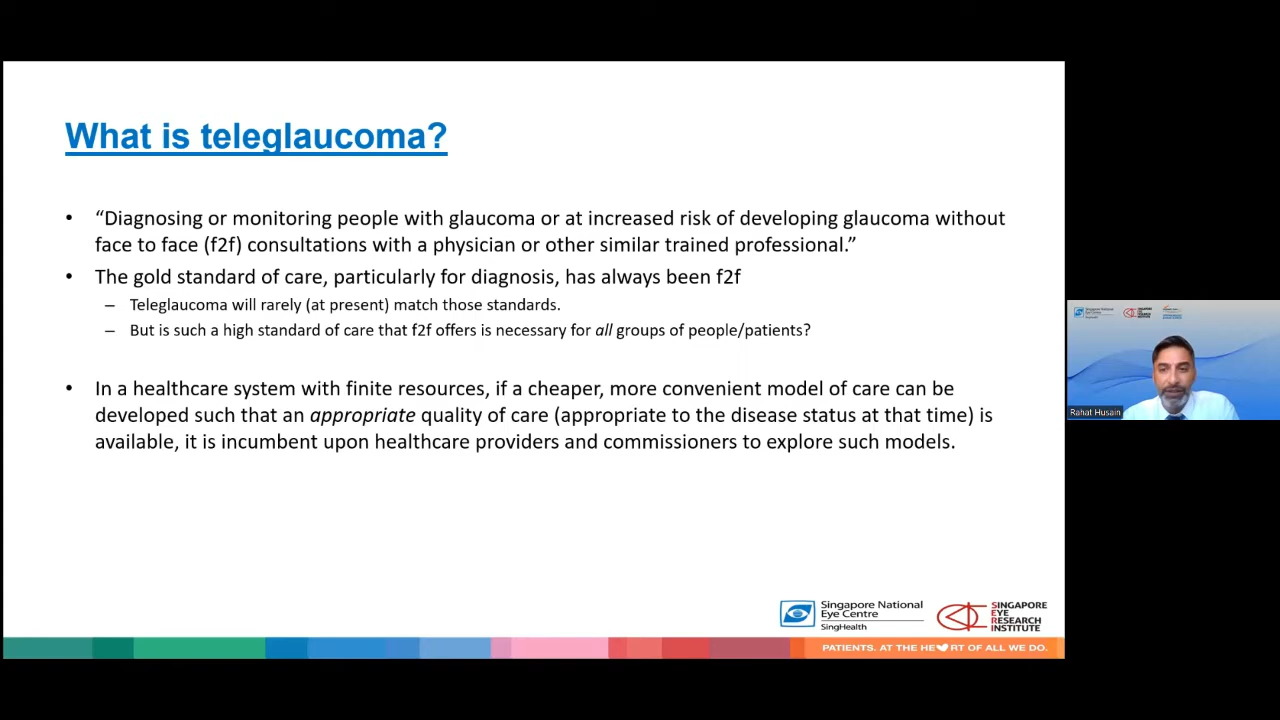 What is teleglaucoma?
• “Diagnosing or monitoring people with glaucoma or at increased risk of developing glaucoma without
face to face (f2f) consultations with a physician or other similar trained professional.”
• The gold standard of care, particularly for diagnosis, has always been f2f
– Teleglaucoma will rarely (at present) match those standards.
– But is such a high standard of care that f2f offers is necessary for all groups of people/patients?
• In a healthcare system with finite resources, if a cheaper, more convenient model of care can be
developed such that an appropriate quality of care (appropriate to the disease status at that time) is
available, it is incumbent upon healthcare providers and commissioners to explore such models.
Singapore National
Eye Centre
SingHealth
SINGAPORE
EYE
RESEARCH
INSTITUTE
PATIENTS. AT THE HE RT OF ALL WE DO.
Singapore National
Eye Centre
Rahat Husain